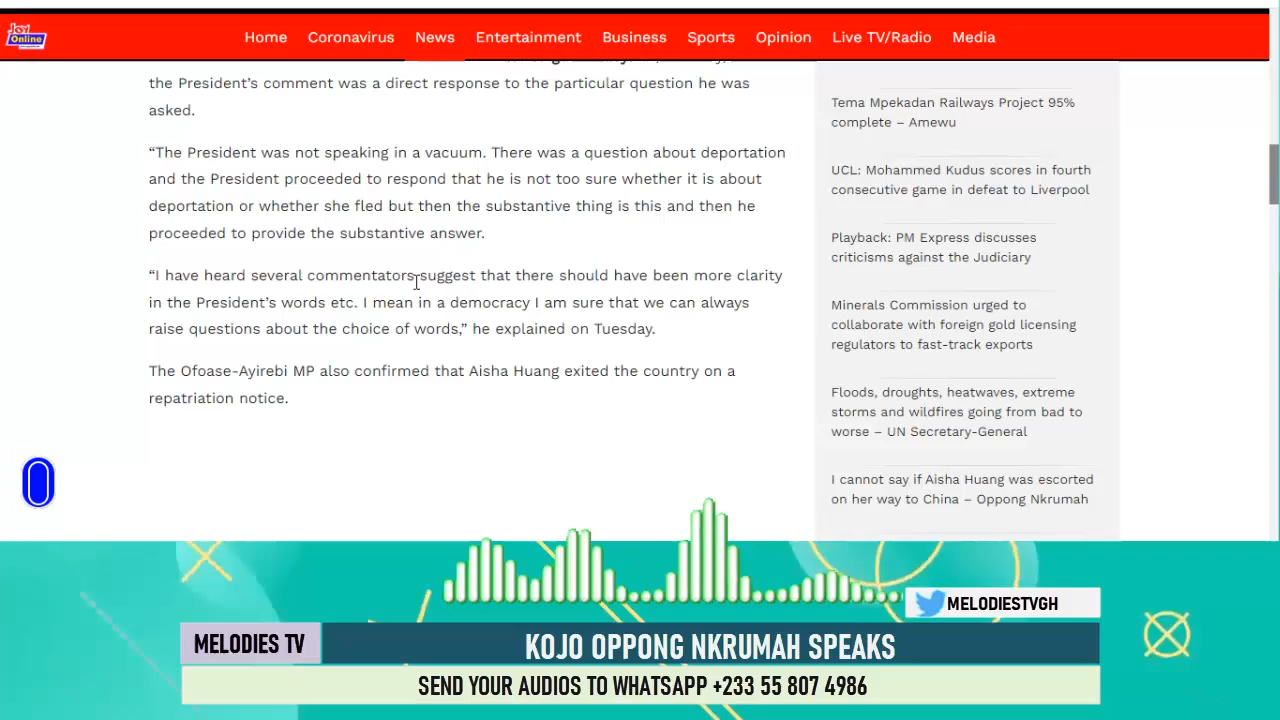 Joy
Online
Home Coronavirus News Entertainment Business Sports Opinion Live TV/Radio Media
the President’s comment was a direct response to the particular question he was
asked.
“The President was not speaking in a vacuum. There was a question about deportation
and the President proceeded to respond that he is not too sure whether it is about
deportation or whether she fled but then the substantive thing is this and then he
proceeded to provide the substantive answer.
“I have heard several commentators suggest that there should have been more clarity
in the President’s words etc. I mean in a democracy I am sure that we can always
raise questions about the choice of words,” he explained on Tuesday.
The Ofoase-Ayirebi MP also confirmed that Aisha Huang exited the country on a
repatriation notice.
Tema Mpekadan Railways Project 95%
complete – Amewu
UCL: Mohammed Kudus scores in fourth
consecutive game in defeat to Liverpool
Playback: PM Express discusses
criticisms against the Judiciary
Minerals Commission urged to
collaborate with foreign gold licensing
regulators to fast-track exports
Floods, droughts, heatwaves, extreme
storms and wildfires going from bad to
worse – UN Secretary-General
I cannot say if Aisha Huang was escorted
on her way to China – Oppong Nkrumah
MELODIESTVGH
MELODIES TV
KOJO OPPONG NKRUMAH SPEAKS
SEND YOUR AUDIOS TO WHATSAPP +233 55 807 4986